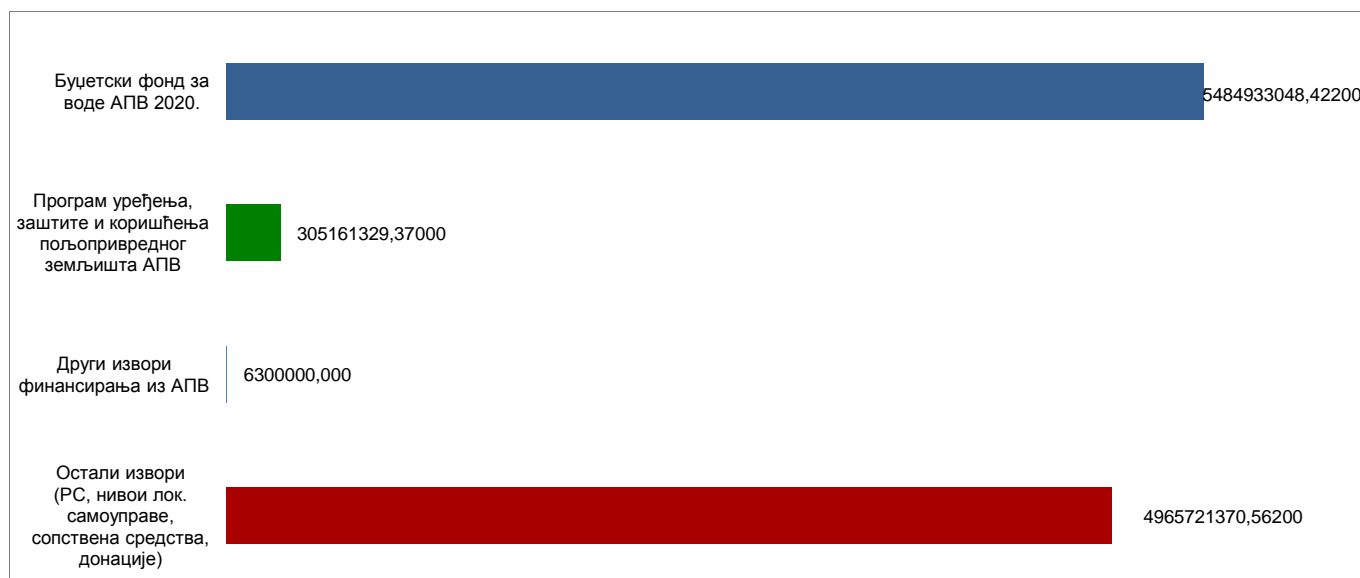 Буџетски фонд за
воде АПВ 2020.
5484933048,42200
Програм уређења,
заштите и коришћења
пољопривредног
земљишта АПВ
305161329,37000
Други извори
финансирања из АПВ
6300000,000
Остали извори
(РС, нивои лок.
самоуправе,
сопствена средства,
донације)
4965721370,56200